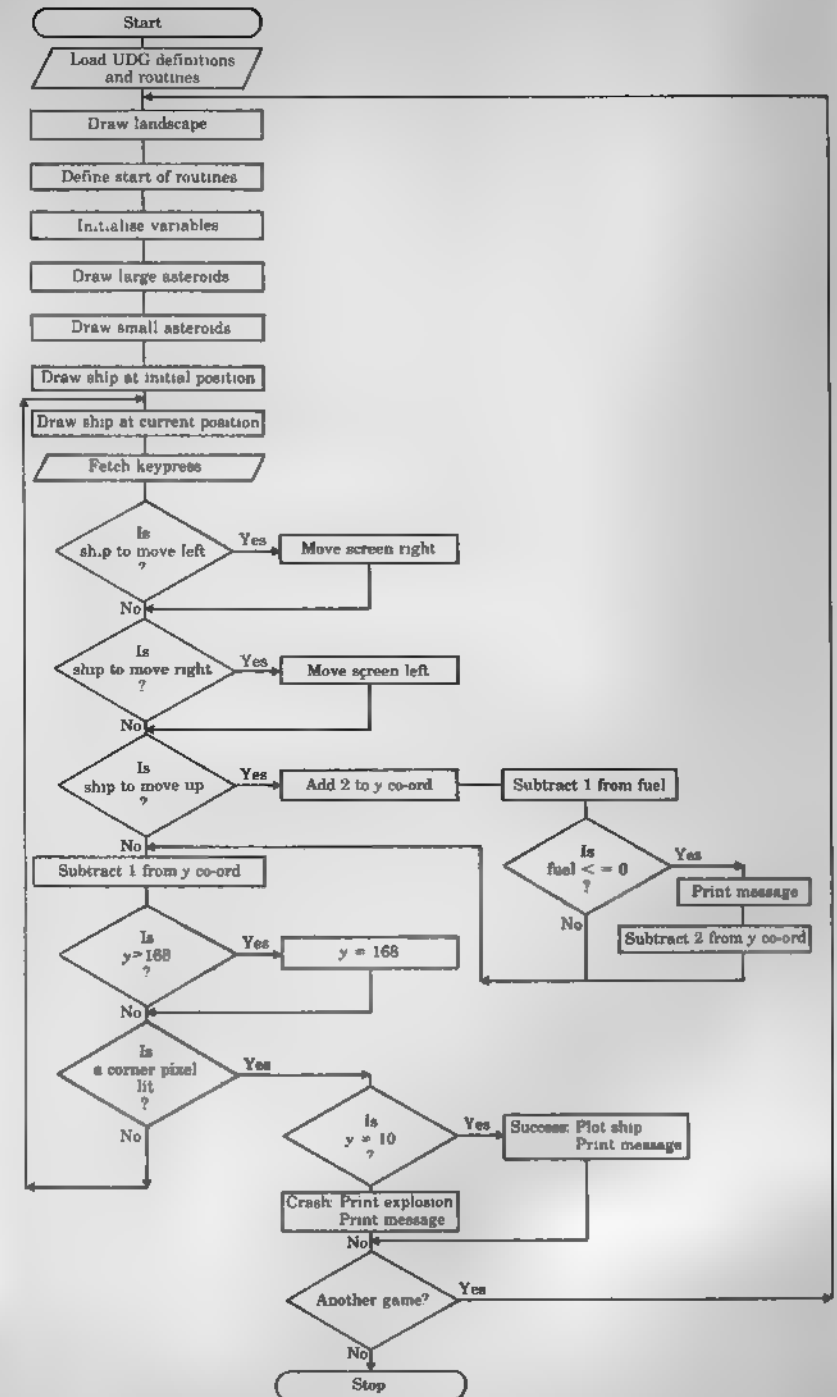 Start
Load UDG definitions
and routines
Draw landscape
Define start of routines
Initialise variables
Draw large asteroids
Draw small asteroids
Draw ship at initial position
Draw ship at current position
Fetch keypress
Is
ship to move left
?
Yes
Move screen right
No
Is
ship to move right
?
Yes
Move screen left
No
Is
ship to move up
?
Yes
Add 2 to y co-ord
Subtract 1 from fuel
No
Is
fuel < = 0
?
Yes
Print message
No
Subtract 2 from y co-ord
Subtract 1 from y co-ord
Is
y>168
?
Yes
y = 168
No
Is
a corner pixel
lit
?
Yes
No
Is
y = 10
?
Yes
Success: Plot ship
Print message
Crash: Print explosion
Print message
No
Another game?
Yes
No
Stop